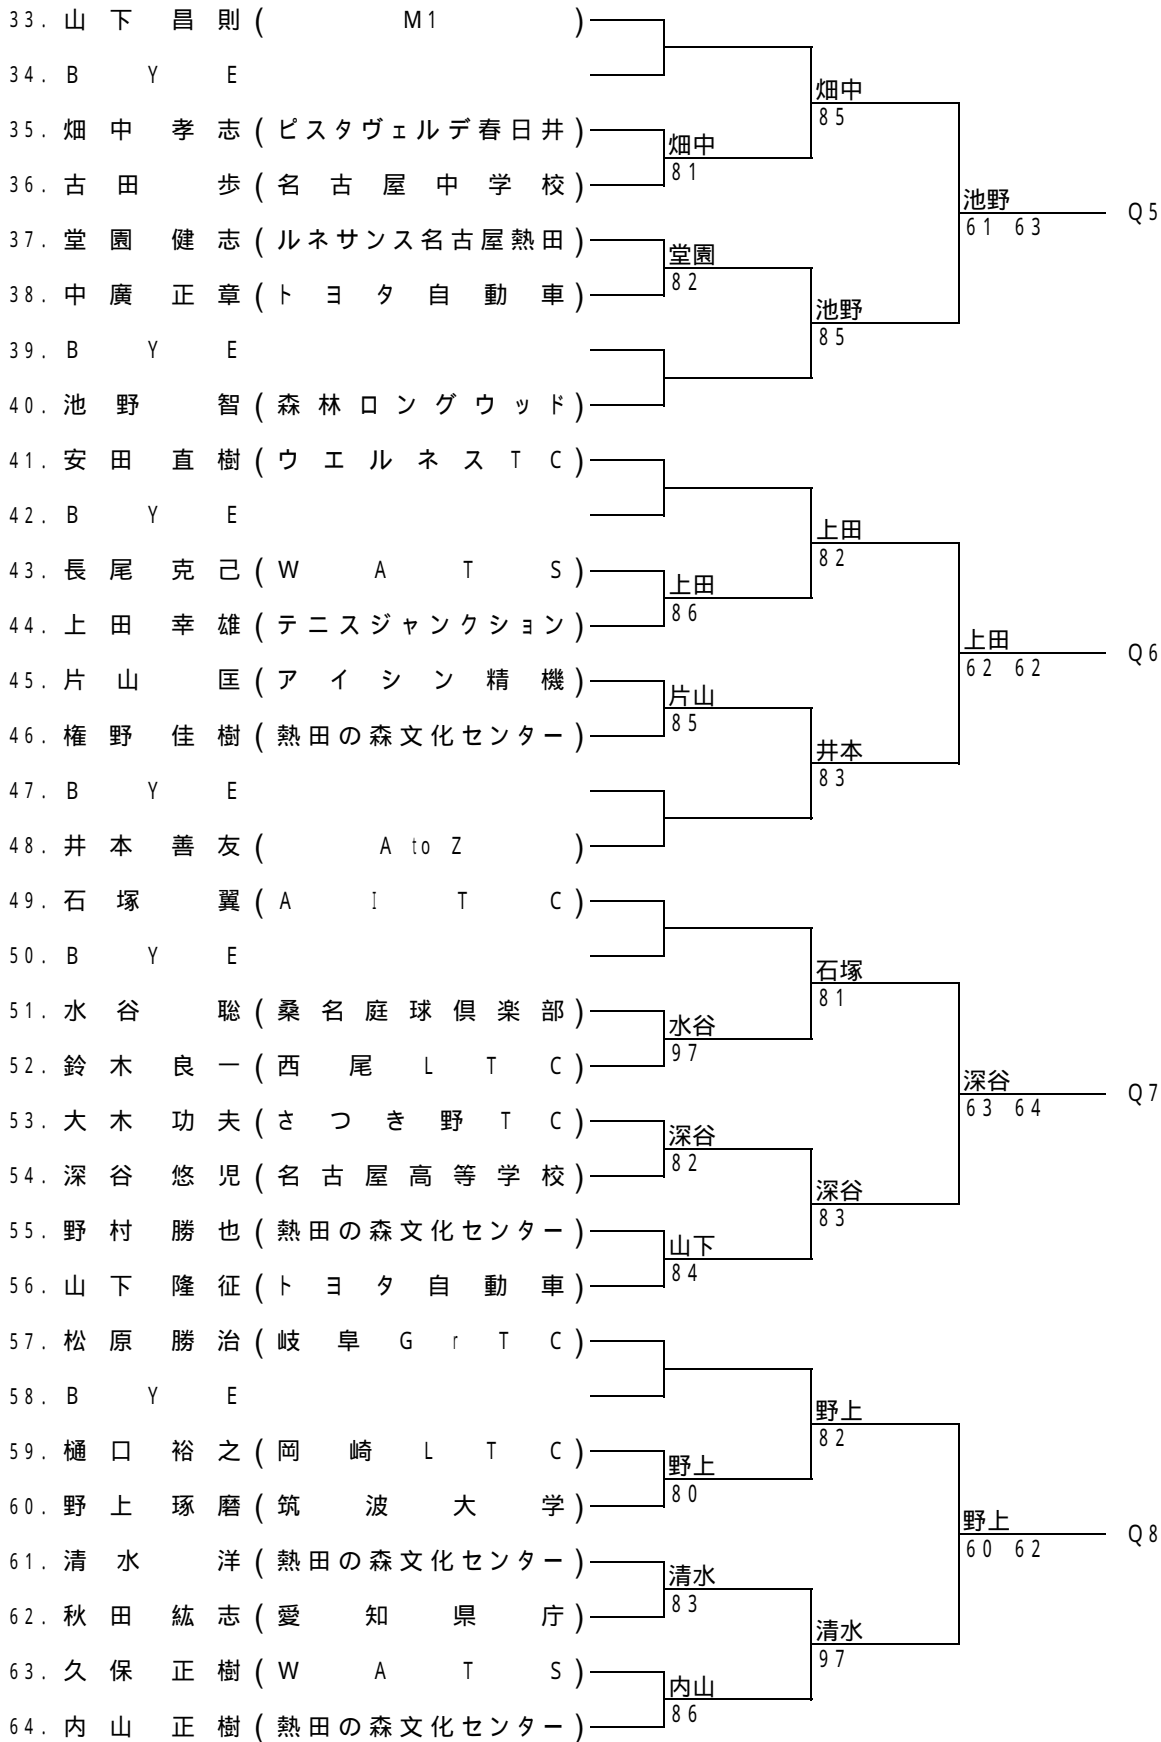 33. 山下 昌則 ( M1 )
34. B Y E
畑中
85
35. 畑中 孝志 ( ピスタヴェルデ春日井 )
畑中
81
36. 古田 歩 ( 名古屋中学校 )
池野
61 63
Q5
37. 堂園 健志 ( ルネサンス名古屋熱田 )
堂園
82
38. 中廣 正章 ( トヨタ自動車 )
池野
85
39. B Y E
40. 池野 智 ( 森林ロングウッド )
41. 安田 直樹 ( ウエルネスTC )
42. B Y E
上田
82
43. 長尾 克己 ( WATS )
上田
86
44. 上田 幸雄 ( テニスジャンクション )
上田
62 62
Q6
45. 片山 匡 ( アイシン精機 )
片山
85
46. 権野 佳樹 ( 熱田の森文化センター )
井本
83
47. B Y E
48. 井本 善友 ( A to Z )
49. 石塚 翼 ( AITC )
50. B Y E
石塚
81
51. 水谷 聡 ( 桑名庭球倶楽部 )
水谷
97
52. 鈴木 良一 ( 西尾LTC )
深谷
63 64
Q7
53. 大木 功夫 ( さつき野TC )
深谷
82
54. 深谷 悠児 ( 名古屋高等学校 )
深谷
83
55. 野村 勝也 ( 熱田の森文化センター )
山下
84
56. 山下 隆征 ( トヨタ自動車 )
57. 松原 勝治 ( 岐阜GrTC )
58. B Y E
野上
82
59. 樋口 裕之 ( 岡崎LTC )
野上
80
60. 野上 琢磨 ( 筑波大学 )
野上
60 62
Q8
61. 清水 洋 ( 熱田の森文化センター )
清水
83
62. 秋田 紘志 ( 愛知県庁 )
清水
97
63. 久保 正樹 ( WATS )
内山
86
64. 内山 正樹 ( 熱田の森文化センター )